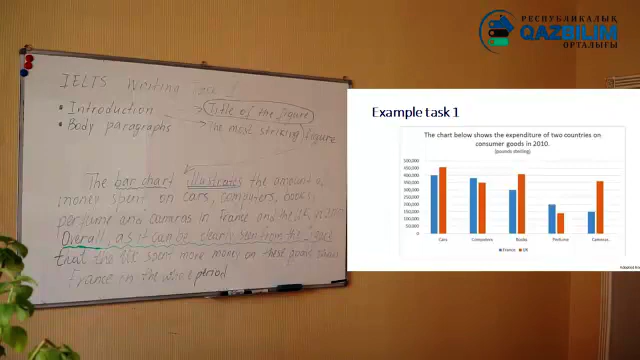 РЕСПУБЛИКАЛЫҚ
QAZBILIM
ОРТАЛЫҒЫ
IELTS Writing Task 1
• Introduction → Title of the figure
• Body paragraphs The most striking figure
The bar chart illustrates the amount of
money spent on cars, computers, books,
perfume and cameras in France and the UK in
Overall, as it can be clearly seen from the
that the UK spent more money on these goods
France in the whole period
Example task 1
The chart below shows the expenditure of two countries on
consumer goods in 2010.
(pounds sterling)
500,000
450,000
400,000
350,000
300,000
250,000
200,000
150,000
100,000
50,000
0
Cars Computers Books Perfume Cameras
France UK